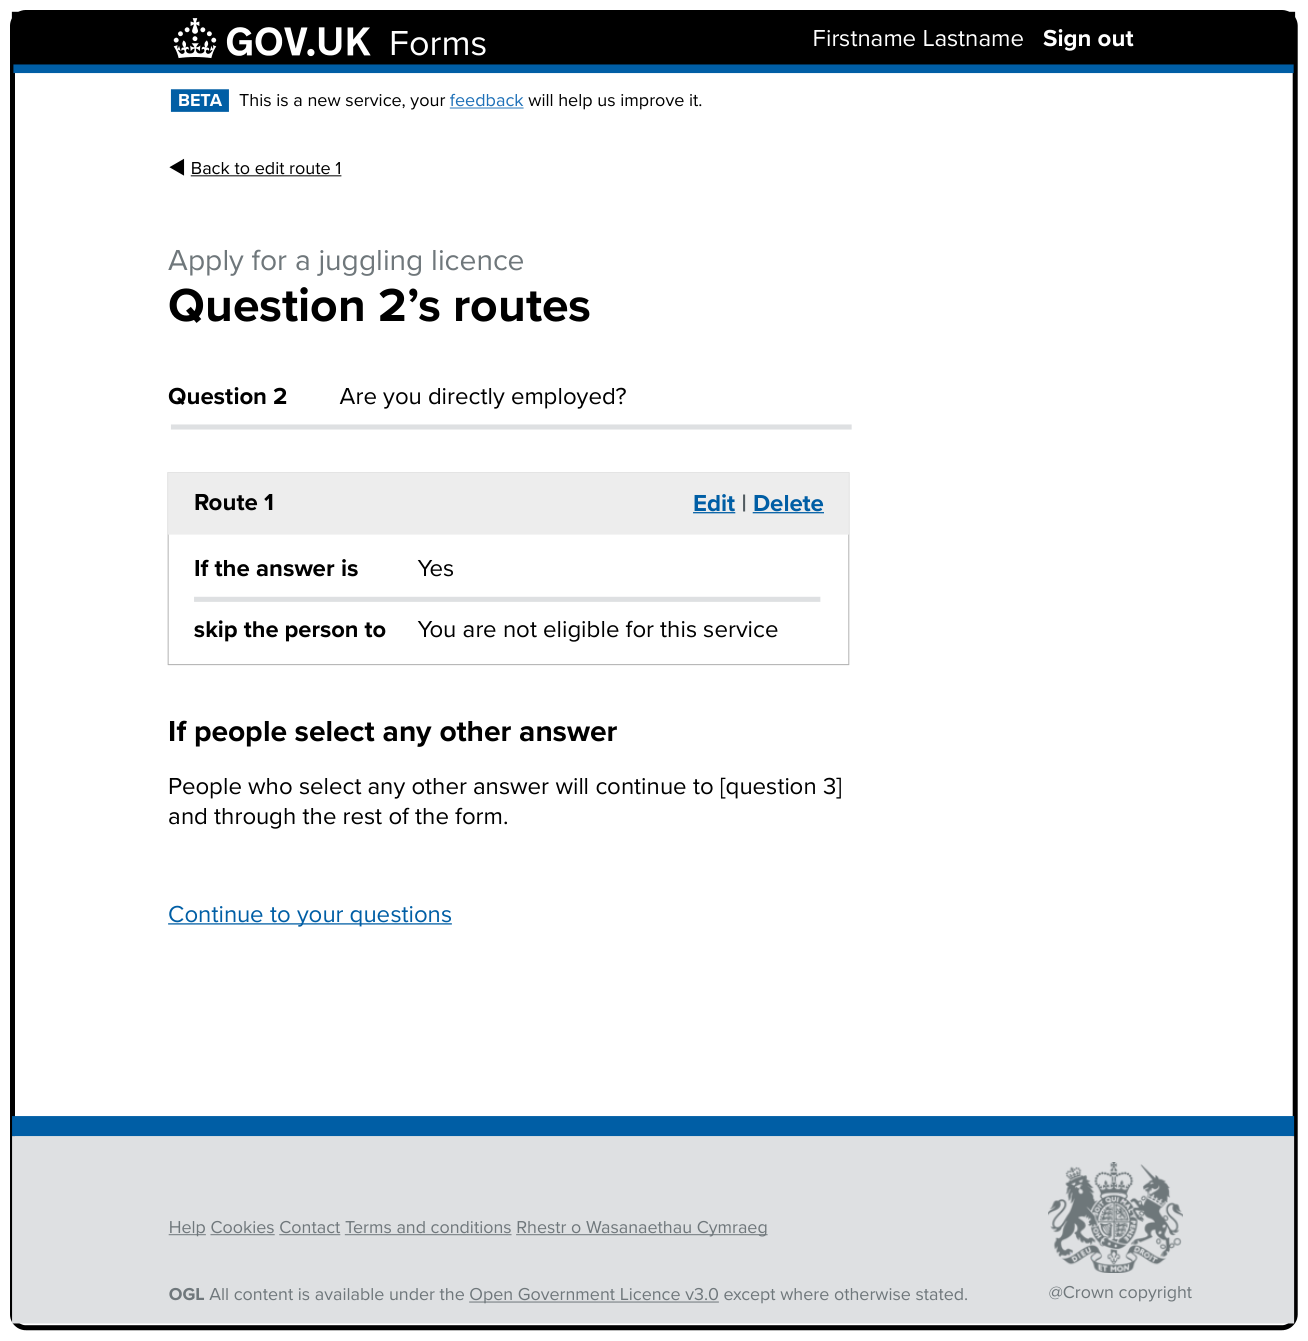 GOV.UK Forms Firstname Lastname Sign out
BETA This is a new service, your feedback will help us improve it.
Back to edit route 1
Apply for a juggling licence
Question 2’s routes
Question 2 Are you directly employed?
Route 1 Edit | Delete
If the answer is Yes
skip the person to You are not eligible for this service
If people select any other answer
People who select any other answer will continue to [question 3]
and through the rest of the form.
Continue to your questions
Help Cookies Contact Terms and conditions Rhestr o Wasanaethau Cymraeg
OGL All content is available under the Open Government Licence v3.0 except where otherwise stated.
DIEU ET MON DROIT
@Crown copyright